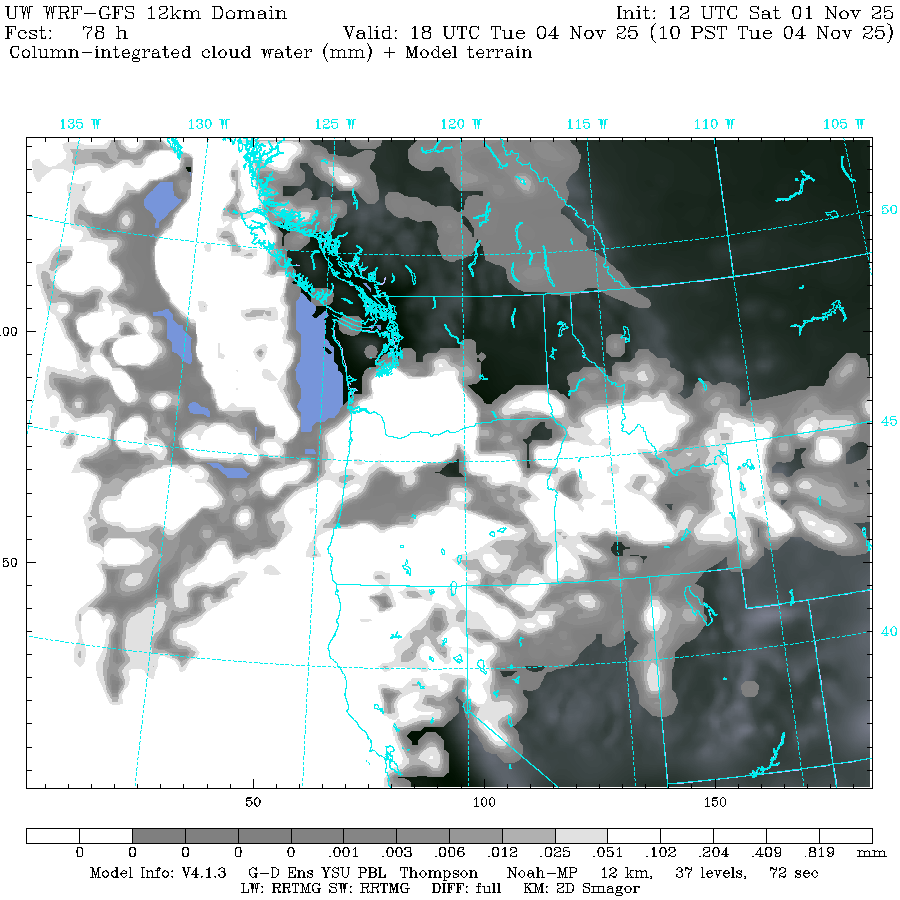 UW WRF-GFS 12km Domain Init: 12 UTC Sat 01 Nov 25
Fcst: 78 h Valid: 18 UTC Tue 04 Nov 25 (10 PST Tue 04 Nov 25)
Column-integrated cloud water (mm) + Model terrain
135 W 130 W 125 W 120 W 115 W 110 W 105 W
50
100
45
50
40
50 100 150
0 0 0 0 0 .001 .003 .006 .012 .025 .051 .102 .204 .409 .819 mm
Model Info: V4.1.3 G-D Ens YSU PBL Thompson Noah-MP 12 km, 37 levels, 72 sec
LW: RRTMG SW: RRTMG DIFF: full KM: 2D Smagor